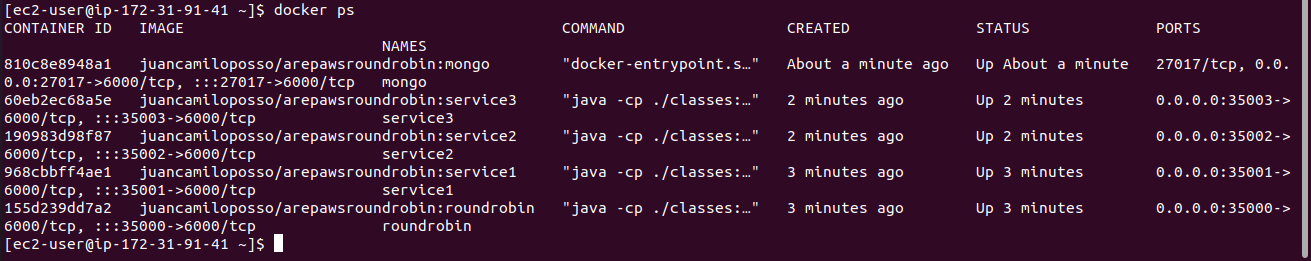 [ec2-user@ip-172-31-91-41 ~]$ docker ps
CONTAINER ID   IMAGE                                          COMMAND                  CREATED              STATUS              PORTS
                                          NAMES
810c8e8948a1   juancamiloposso/arepawsroundrobin:mongo        "docker-entrypoint.s…"   About a minute ago   Up About a minute   27017/tcp, 0.0.
0.0:27017->6000/tcp, :::27017->6000/tcp   mongo
60eb2ec68a5e   juancamiloposso/arepawsroundrobin:service3     "java -cp ./classes:…"   2 minutes ago        Up 2 minutes        0.0.0.0:35003->
6000/tcp, :::35003->6000/tcp              service3
190983d98f87   juancamiloposso/arepawsroundrobin:service2     "java -cp ./classes:…"   2 minutes ago        Up 2 minutes        0.0.0.0:35002->
6000/tcp, :::35002->6000/tcp              service2
968cbbff4ae1   juancamiloposso/arepawsroundrobin:service1     "java -cp ./classes:…"   3 minutes ago        Up 3 minutes        0.0.0.0:35001->
6000/tcp, :::35001->6000/tcp              service1
155d239dd7a2   juancamiloposso/arepawsroundrobin:roundrobin   "java -cp ./classes:…"   3 minutes ago        Up 3 minutes        0.0.0.0:35000->
6000/tcp, :::35000->6000/tcp              roundrobin
[ec2-user@ip-172-31-91-41 ~]$